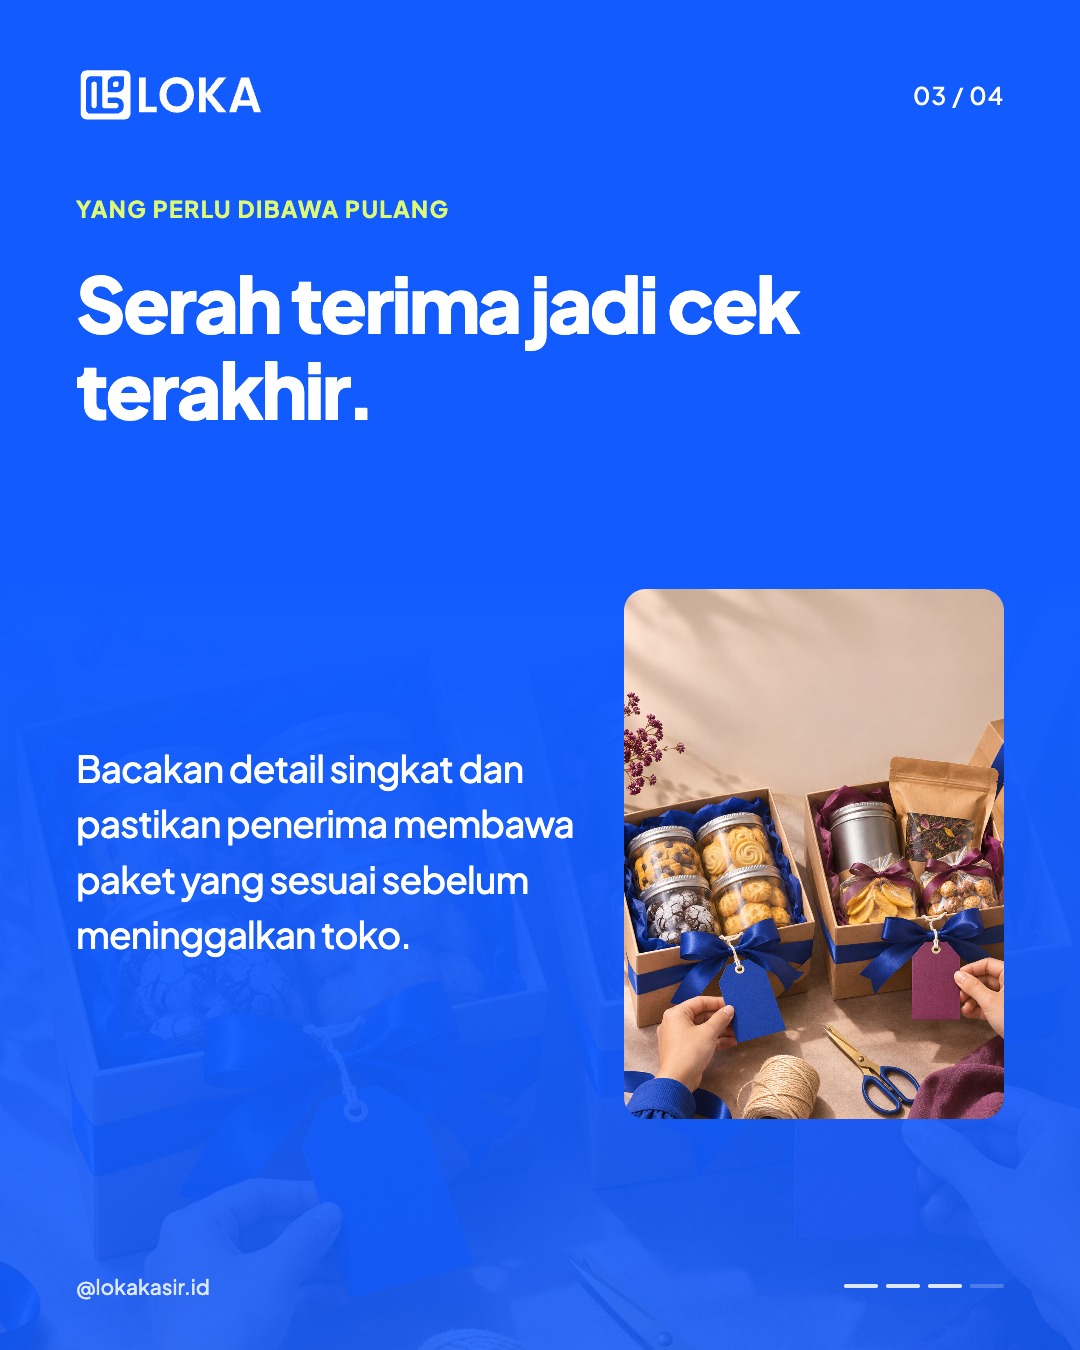 LOKA
03 / 04
YANG PERLU DIBAWA PULANG
Serah terima jadi cek
terakhir.
Bacakan detail singkat dan
pastikan penerima membawa
paket yang sesuai sebelum
meninggalkan toko.
@lokakasir.id